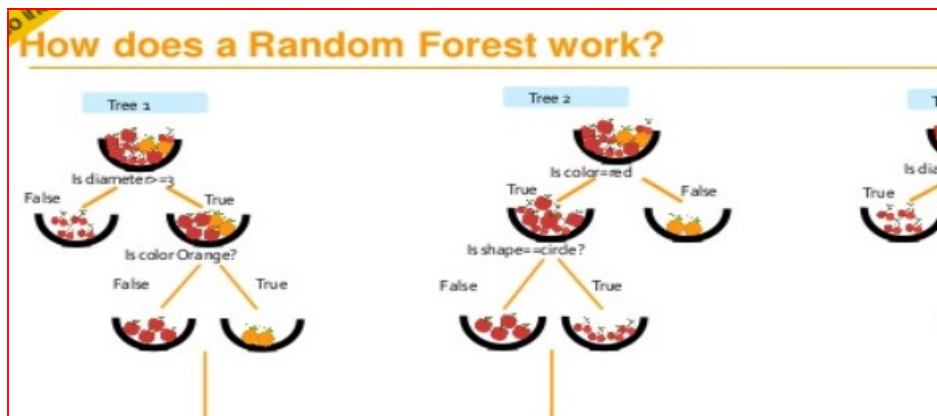 How does a Random Forest work?
Tree 1
Is diameter>=3
False
True
Is color Orange?
False
True
Tree 2
Is color=red
True
False
Is shape==circle?
False
True
True